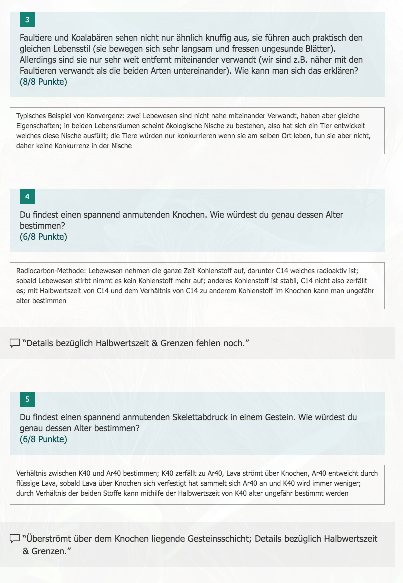 3
Faultiere und Koalabären sehen nicht nur ähnlich knuffig aus, sie führen auch praktisch den
gleichen Lebensstil (sie bewegen sich sehr langsam und fressen ungesunde Blätter).
Allerdings sind sie nur sehr weit entfernt miteinander verwandt (wir sind z.B. näher mit den
Faultieren verwandt als die beiden Arten untereinander). Wie kann man sich das erklären?
(8/8 Punkte)
Typisches Beispiel von Konvergenz: zwei Lebewesen sind nicht nahe miteinander Verwandt, haben aber gleiche
Eigenschaften; in beiden Lebensräumen scheint ökologische Nische zu bestehen, also hat sich ein Tier entwickelt
welches diese Nische ausfüllt; die Tiere würden nur konkurrieren wenn sie am selben Ort leben, tun sie aber nicht,
daher keine Konkurrenz in der Nische
4
Du findest einen spannend anmutenden Knochen. Wie würdest du genau dessen Alter
bestimmen?
(6/8 Punkte)
Radiocarbon-Methode: Lebewesen nehmen die ganze Zeit Kohlenstoff auf, darunter C14 welches radioaktiv ist;
sobald Lebewesen stirbt nimmt es kein Kohlenstoff mehr auf; anderes Kohlenstoff ist stabil, C14 nicht also zerfällt
es; mit Halbwertszeit von C14 und dem Verhältnis von C14 zu anderem Kohlenstoff im Knochen kann man ungefähr
alter bestimmen
"Details bezüglich Halbwertszeit & Grenzen fehlen noch."
5
Du findest einen spannend anmutenden Skelettabdruck in einem Gestein. Wie würdest du
genau dessen Alter bestimmen?
(6/8 Punkte)
Verhältnis zwischen K40 und Ar40 bestimmen; K40 zerfällt zu Ar40, Lava strömt über Knochen, Ar40 entweicht durch
flüssige Lava, sobald Lava über Knochen sich verfestigt hat sammelt sich Ar40 an und K40 wird immer weniger;
durch Verhältnis der beiden Stoffe kann mithilfe der Halbwertszeit von K40 alter ungefähr bestimmt werden
"Überströmt über dem Knochen liegende Gesteinsschicht; Details bezüglich Halbwertszeit
& Grenzen."